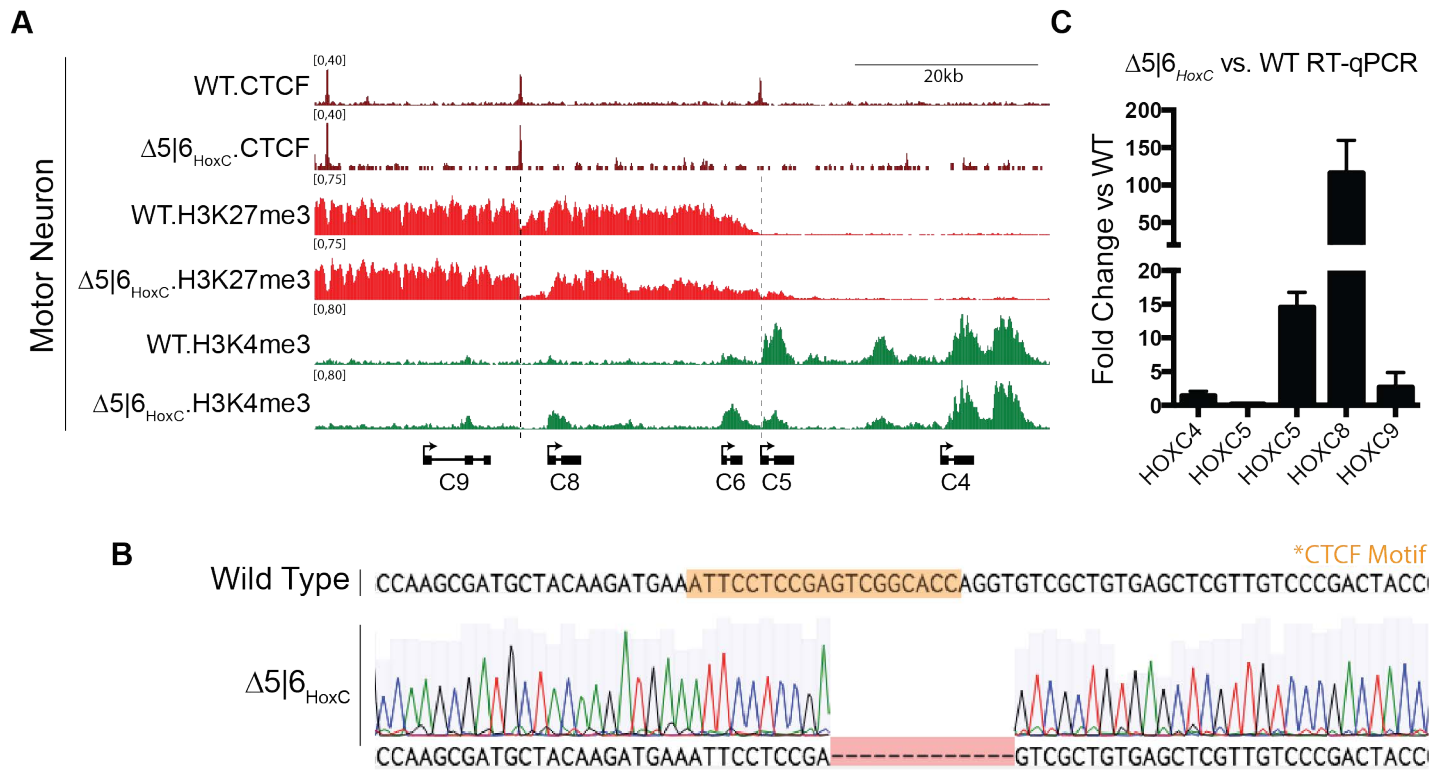 A
Motor Neuron
WT.CTCF
[0,40]
20kb
Δ5|6HoxC.CTCF
[0,40]
WT.H3K27me3
[0,75]
Δ5|6HoxC.H3K27me3
[0,75]
WT.H3K4me3
[0,80]
Δ5|6HoxC.H3K4me3
[0,80]
C9 C8 C6 C5 C4
C
Δ5|6HoxC vs. WT RT-qPCR
Fold Change vs WT
200
150
100
50
20
15
10
5
0
HOXC4
HOXC5
HOXC5
HOXC8
HOXC9
B
*CTCF Motif
Wild Type
CCAAGCGATGCTACAAGATGAAATTCCTCCGAGTCGGCACCAGGTGTCGCTGTGAGCTCGTTGTCCCGACTACC
Δ5|6HoxC
CCAAGCGATGCTACAAGATGAAATTCCTCCGA-------------GTCGCTGTGAGCTCGTTGTCCCGACTACC